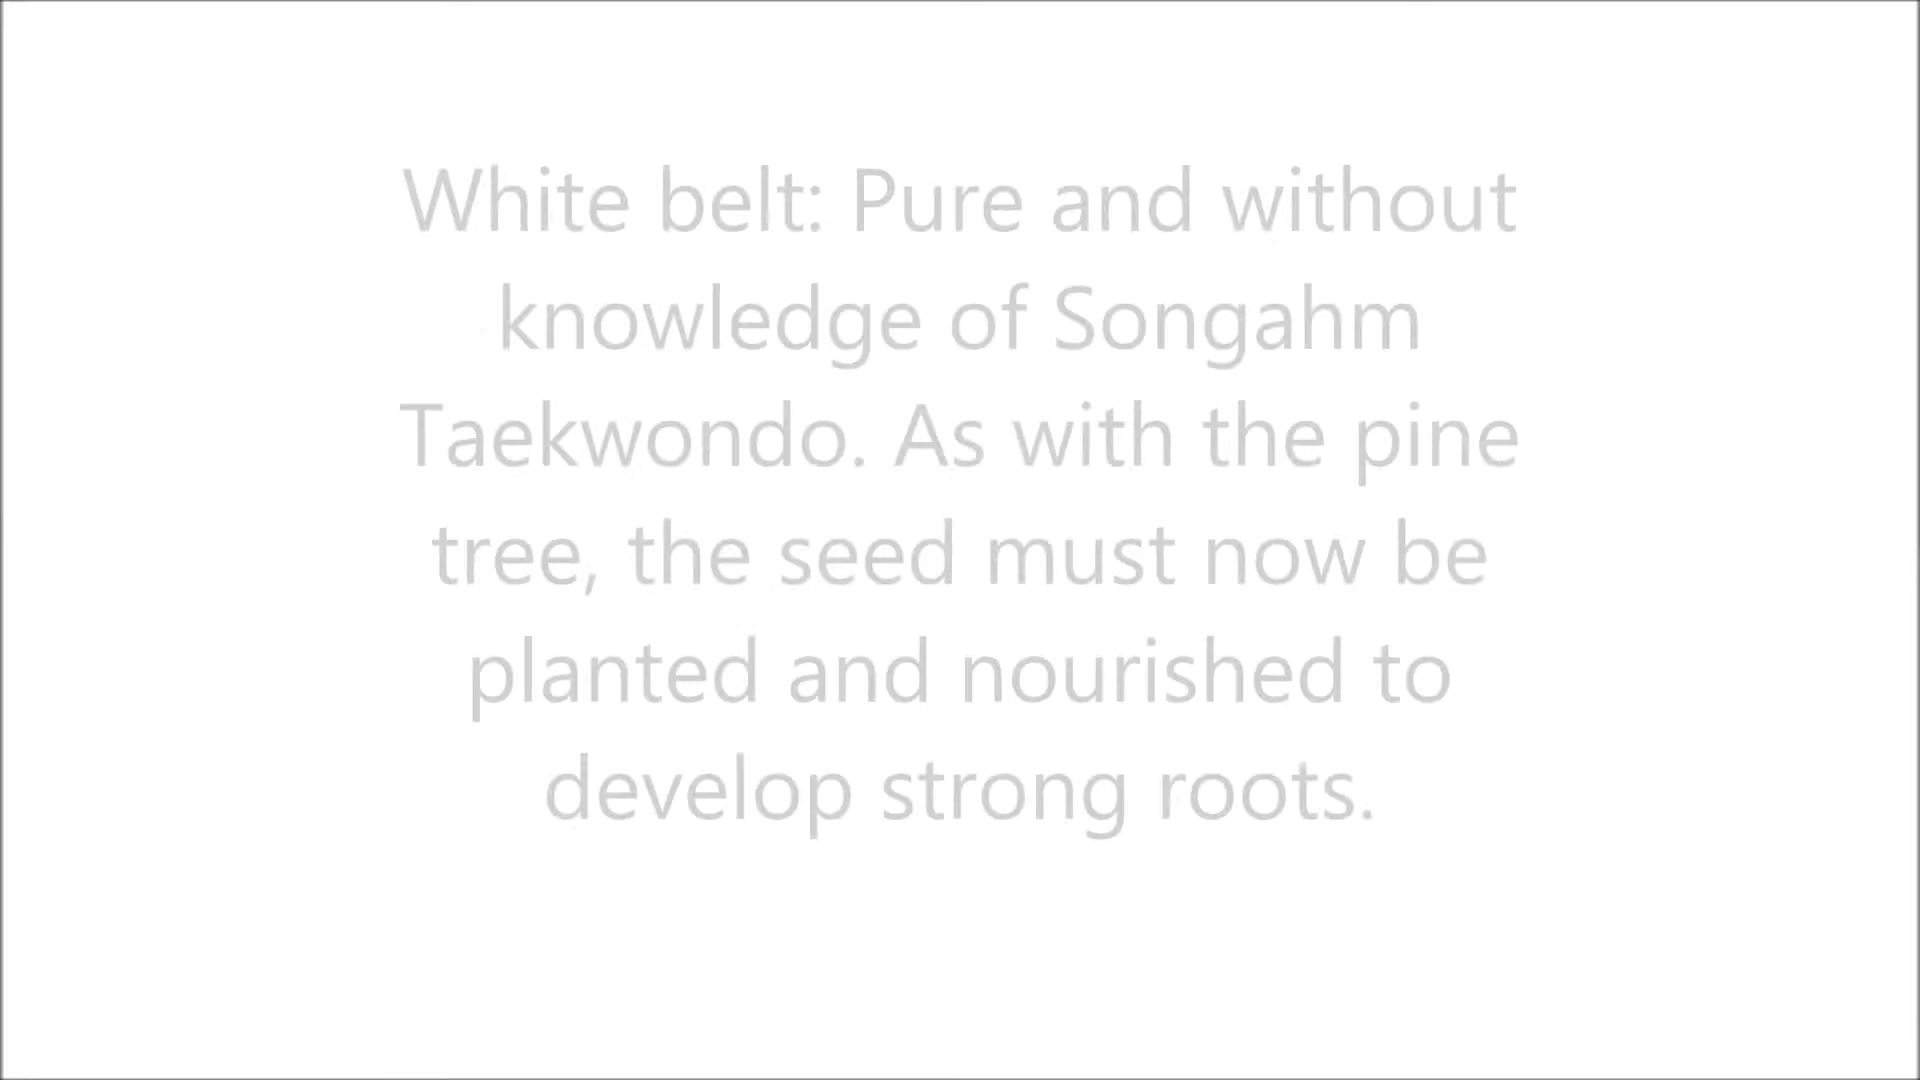 White belt: Pure and without
knowledge of Songahm
Taekwondo. As with the pine
tree, the seed must now be
planted and nourished to
develop strong roots.